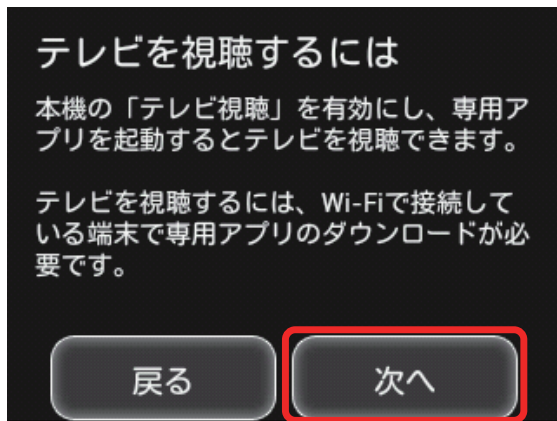 テレビを視聴するには
本機の「テレビ視聴」を有効にし、専用ア
プリを起動するとテレビを視聴できます。
テレビを視聴するには、Wi-Fiで接続して
いる端末で専用アプリのダウンロードが必
要です。
戻る
次へ